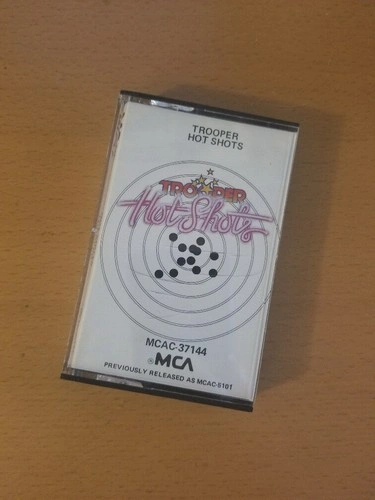 TROOPER
HOT SHOTS
TROOPER
Hot Shots
MCAC-37144
®MCA
PREVIOUSLY RELEASED AS MCAC-6101